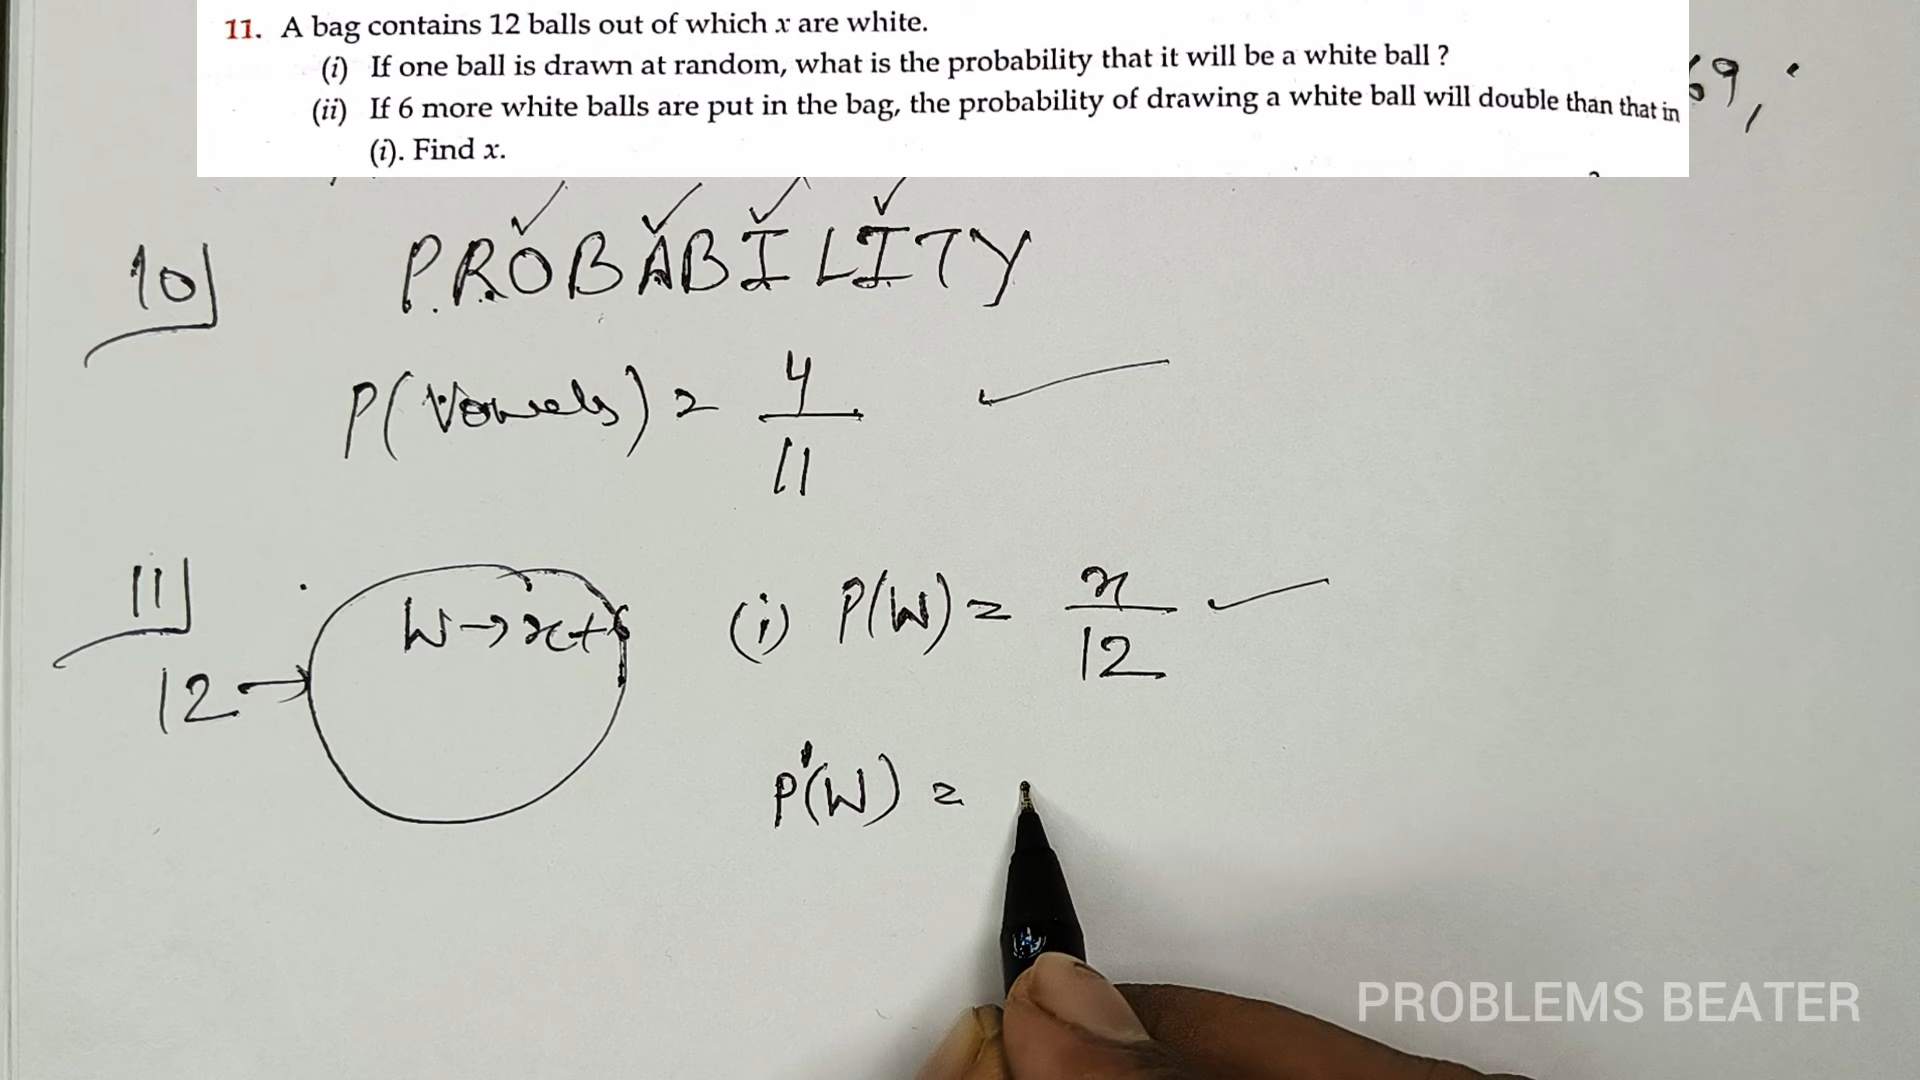 11. A bag contains 12 balls out of which x are white.
(i) If one ball is drawn at random, what is the probability that it will be a white ball ?
(ii) If 6 more white balls are put in the bag, the probability of drawing a white ball will double than that in
(i). Find x.
69,
10
PROBABILITY
P(Vowels) = 4/11
11
W → x+6
12 →
(i) P(W) = x/12
P'(W) =
PROBLEMS BEATER